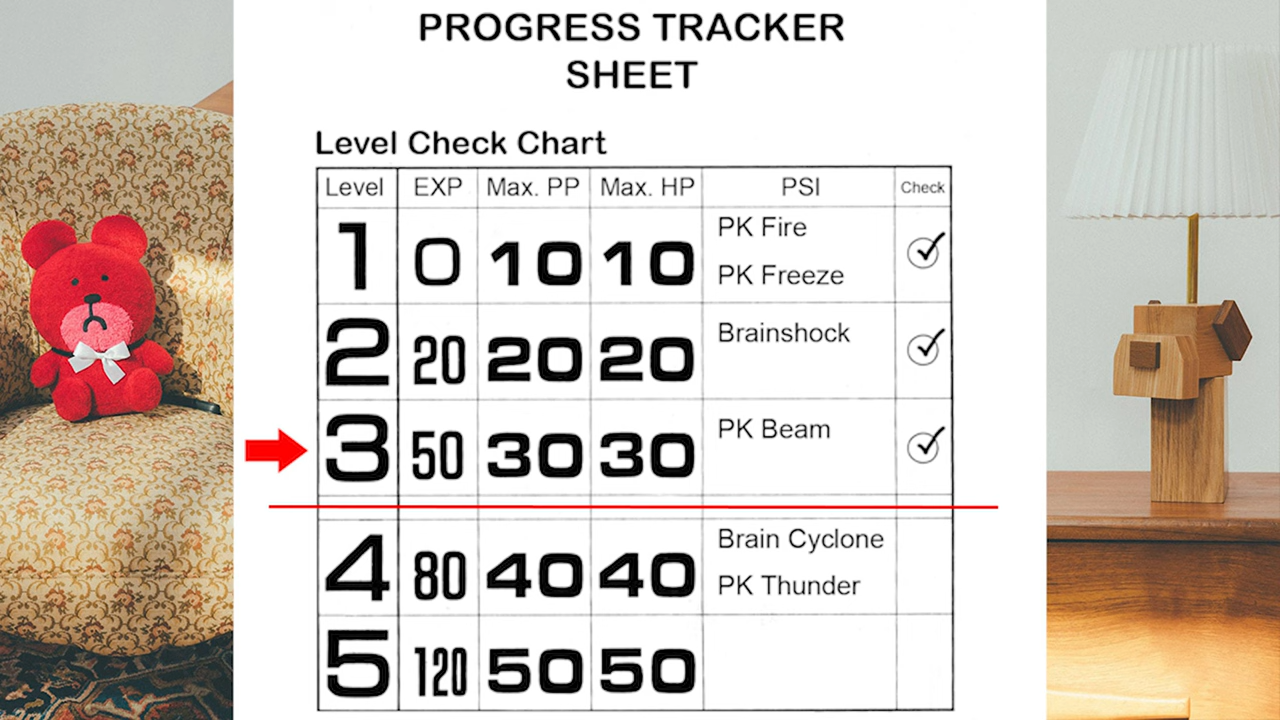 PROGRESS TRACKER
SHEET
Level Check Chart
Level EXP Max. PP Max. HP PSI Check
1 0 10 10 PK Fire
PK Freeze
2 20 20 20 Brainshock
3 50 30 30 PK Beam
4 80 40 40 Brain Cyclone
PK Thunder
5 120 50 50